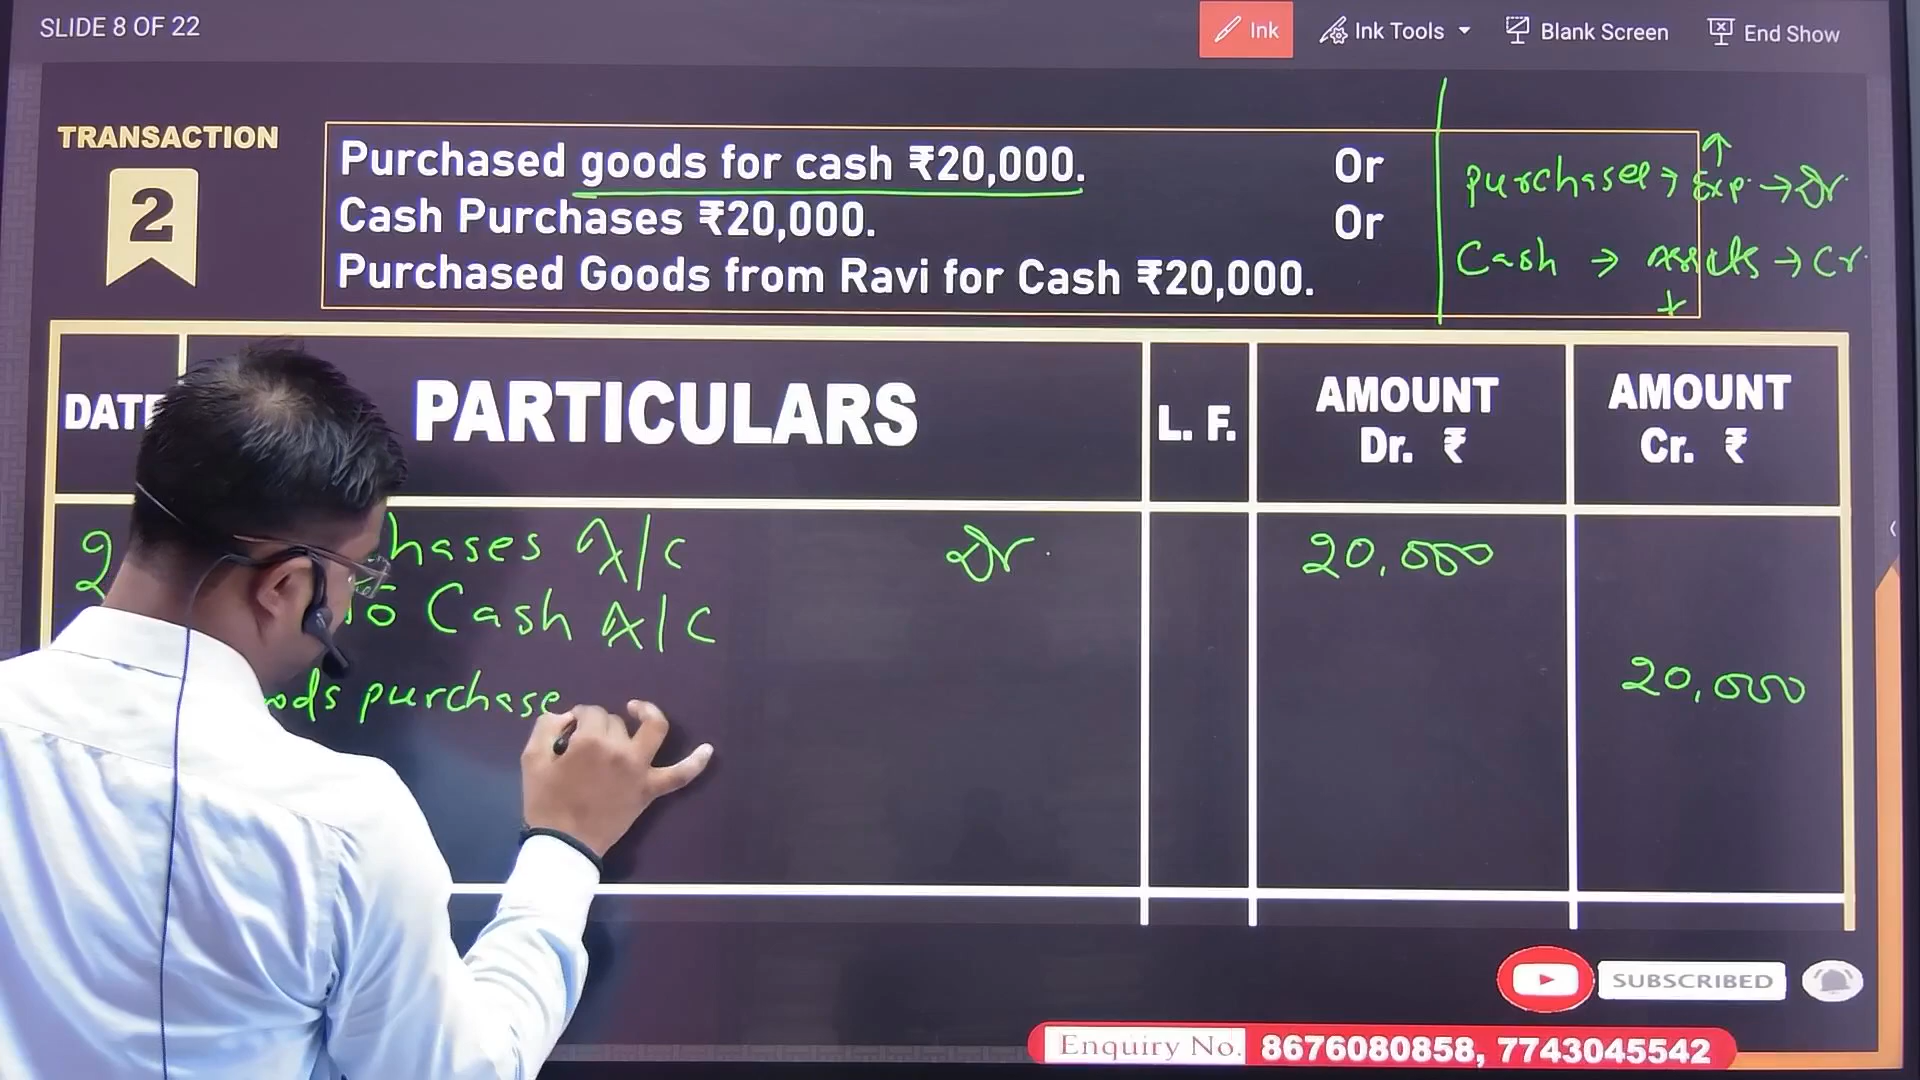 SLIDE 8 OF 22
Ink
Ink Tools
Blank Screen
End Show
TRANSACTION
2
Purchased goods for cash ₹20,000. Or
Cash Purchases ₹20,000. Or
Purchased Goods from Ravi for Cash ₹20,000.
purchases → Exp. → Dr.
Cash → Assets → Cr.
DATE PARTICULARS L. F. AMOUNT Dr. ₹ AMOUNT Cr. ₹
2 hases A/c Dr. 20,000
To Cash A/c
20,000
oods purchase
SUBSCRIBED
Enquiry No. 8676080858, 7743045542